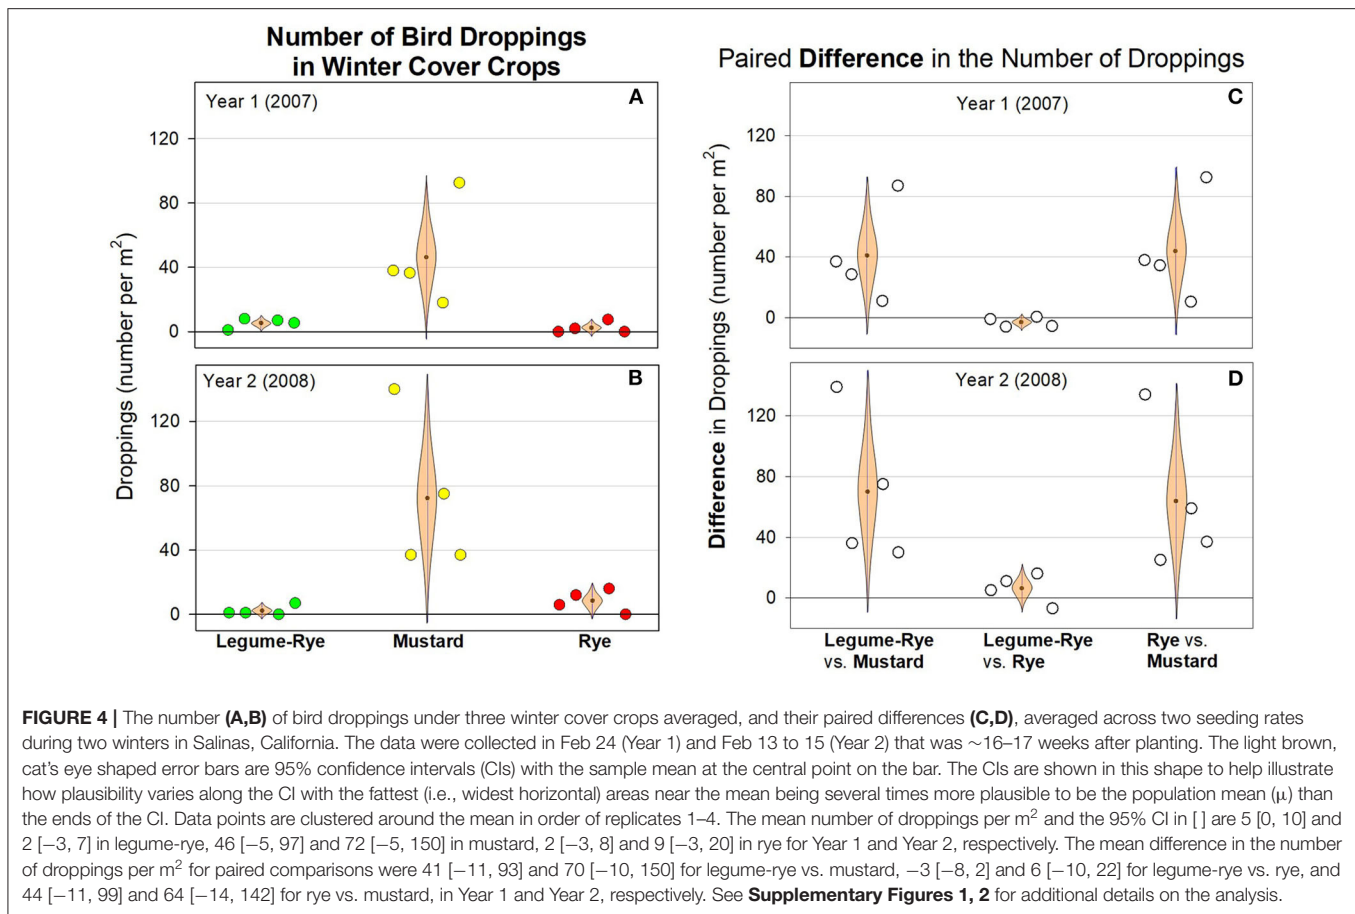 Number of Bird Droppings
in Winter Cover Crops
Year 1 (2007)
A
120
80
40
0
Year 2 (2008)
B
120
80
40
0
Droppings (number per m²)
Legume-Rye
Mustard
Rye
Paired Difference in the Number of Droppings
Year 1 (2007)
C
120
80
40
0
Year 2 (2008)
D
120
80
40
0
Difference in Droppings (number per m²)
Legume-Rye
vs. Mustard
Legume-Rye
vs. Rye
Rye vs.
Mustard
FIGURE 4 | The number (A,B) of bird droppings under three winter cover crops averaged, and their paired differences (C,D), averaged across two seeding rates
during two winters in Salinas, California. The data were collected in Feb 24 (Year 1) and Feb 13 to 15 (Year 2) that was ∼16–17 weeks after planting. The light brown,
cat's eye shaped error bars are 95% confidence intervals (CIs) with the sample mean at the central point on the bar. The CIs are shown in this shape to help illustrate
how plausibility varies along the CI with the fattest (i.e., widest horizontal) areas near the mean being several times more plausible to be the population mean (μ) than
the ends of the CI. Data points are clustered around the mean in order of replicates 1–4. The mean number of droppings per m² and the 95% CI in [ ] are 5 [0, 10] and
2 [−3, 7] in legume-rye, 46 [−5, 97] and 72 [−5, 150] in mustard, 2 [−3, 8] and 9 [−3, 20] in rye for Year 1 and Year 2, respectively. The mean difference in the number
of droppings per m² for paired comparisons were 41 [−11, 93] and 70 [−10, 150] for legume-rye vs. mustard, −3 [−8, 2] and 6 [−10, 22] for legume-rye vs. rye, and
44 [−11, 99] and 64 [−14, 142] for rye vs. mustard, in Year 1 and Year 2, respectively. See Supplementary Figures 1, 2 for additional details on the analysis.